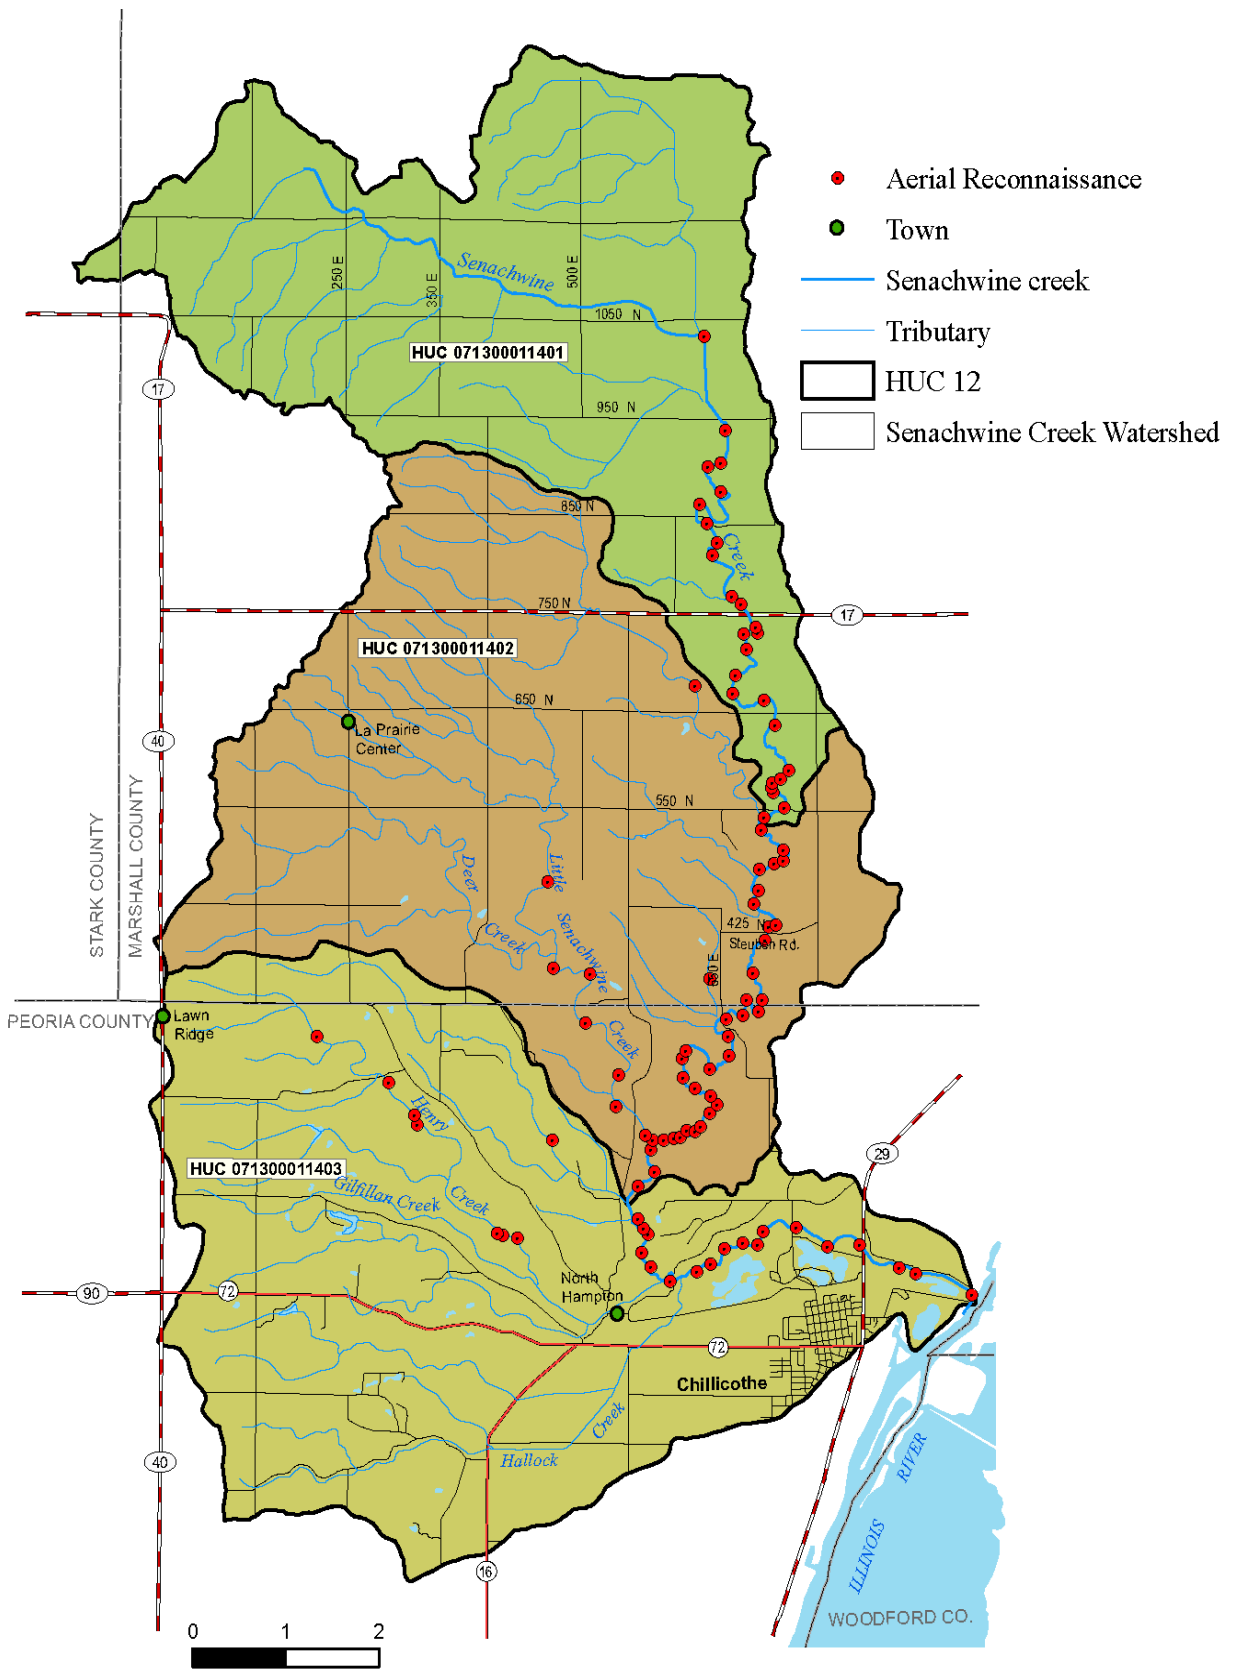 Aerial Reconnaissance
Town
Senachwine creek
Tributary
HUC 12
Senachwine Creek Watershed
Senachwine
250 E
350 E
500 E
1050 N
HUC 071300011401
17
950 N
850 N
Creek
750 N
17
HUC 071300011402
650 N
La Prairie
Center
40
550 N
STARK COUNTY
MARSHALL COUNTY
Deer
Little
Creek
Senachwine
425 N
Steuben Rd.
PEORIA COUNTY
Lawn
Ridge
Creek
Henry
29
HUC 071300011403
Gilfillan Creek
Creek
North
Hampton
90
72
72
Chillicothe
Creek
Hallock
40
RIVER
ILLINOIS
16
WOODFORD CO.
0 1 2